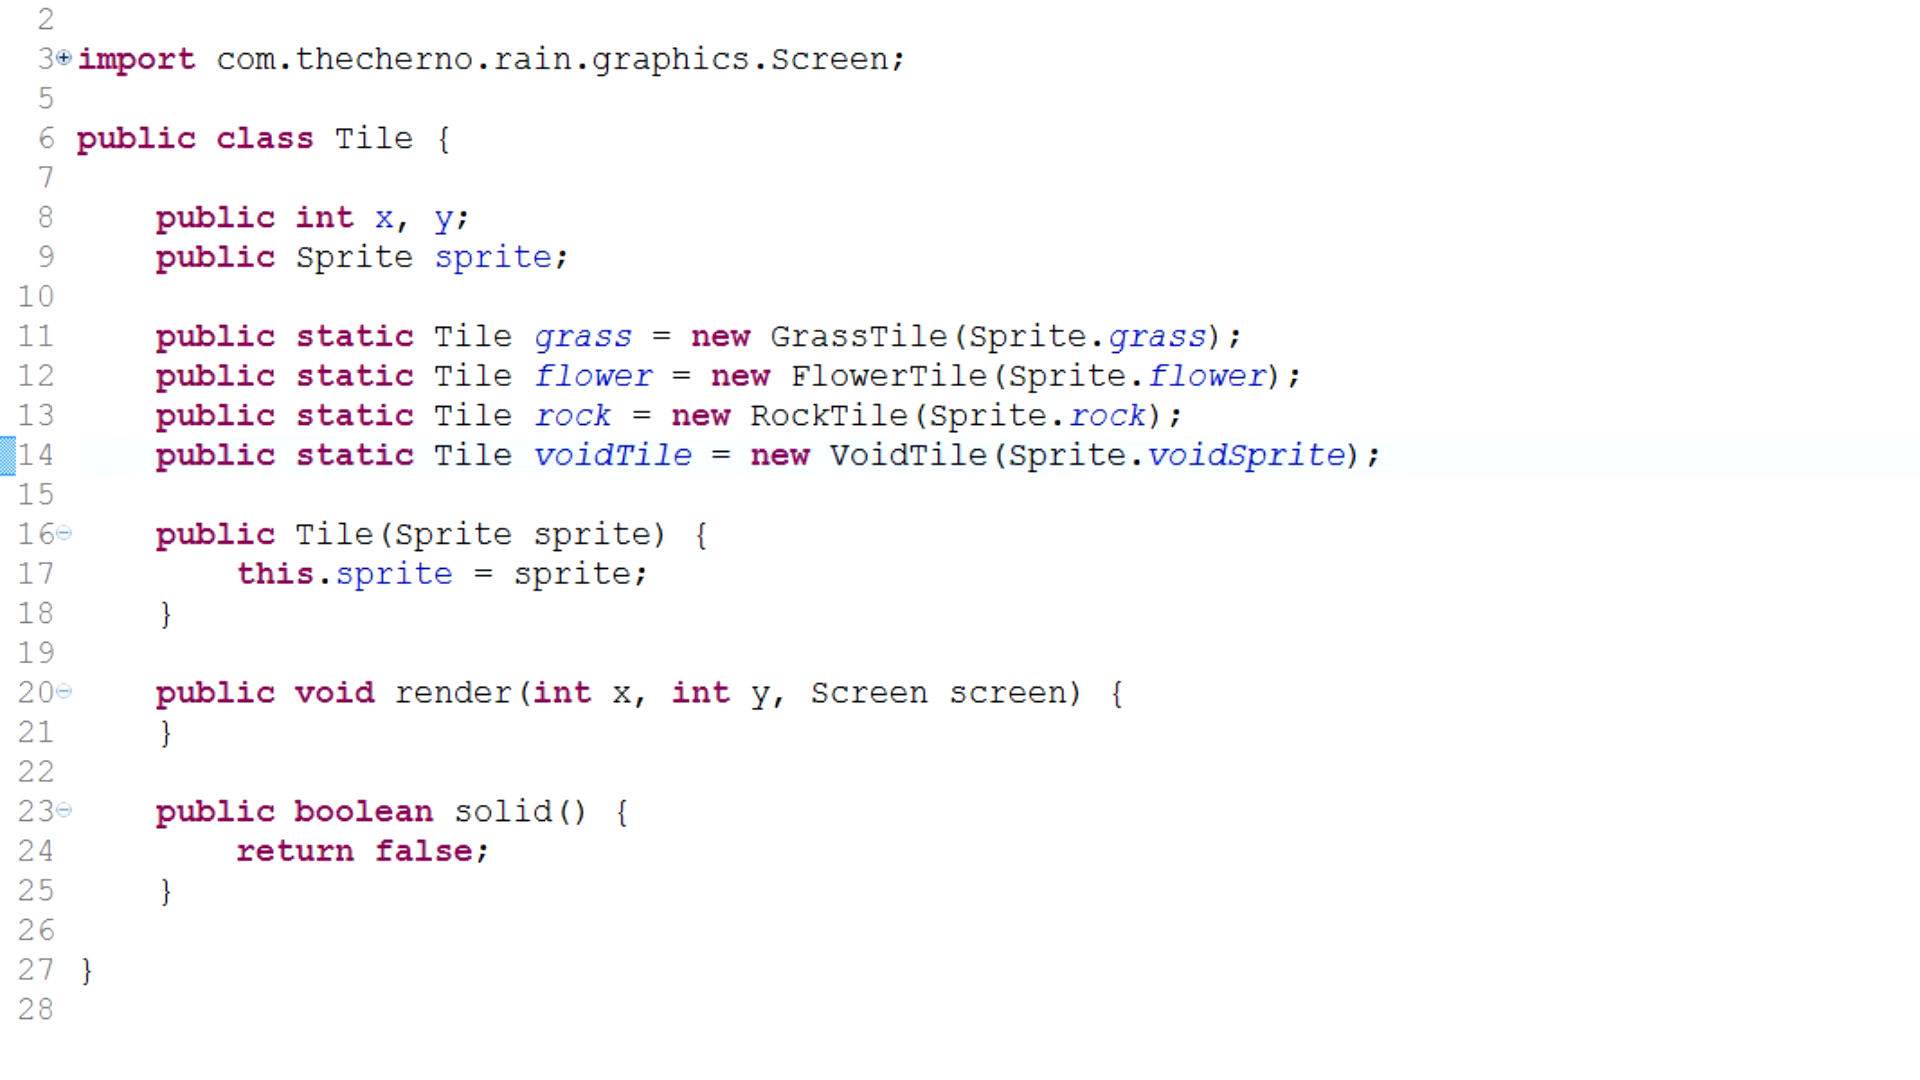 2
3 import com.thecherno.rain.graphics.Screen;
5
6 public class Tile {
7
8     public int x, y;
9     public Sprite sprite;
10
11     public static Tile grass = new GrassTile(Sprite.grass);
12     public static Tile flower = new FlowerTile(Sprite.flower);
13     public static Tile rock = new RockTile(Sprite.rock);
14     public static Tile voidTile = new VoidTile(Sprite.voidSprite);
15
16     public Tile(Sprite sprite) {
17         this.sprite = sprite;
18     }
19
20     public void render(int x, int y, Screen screen) {
21     }
22
23     public boolean solid() {
24         return false;
25     }
26
27 }
28